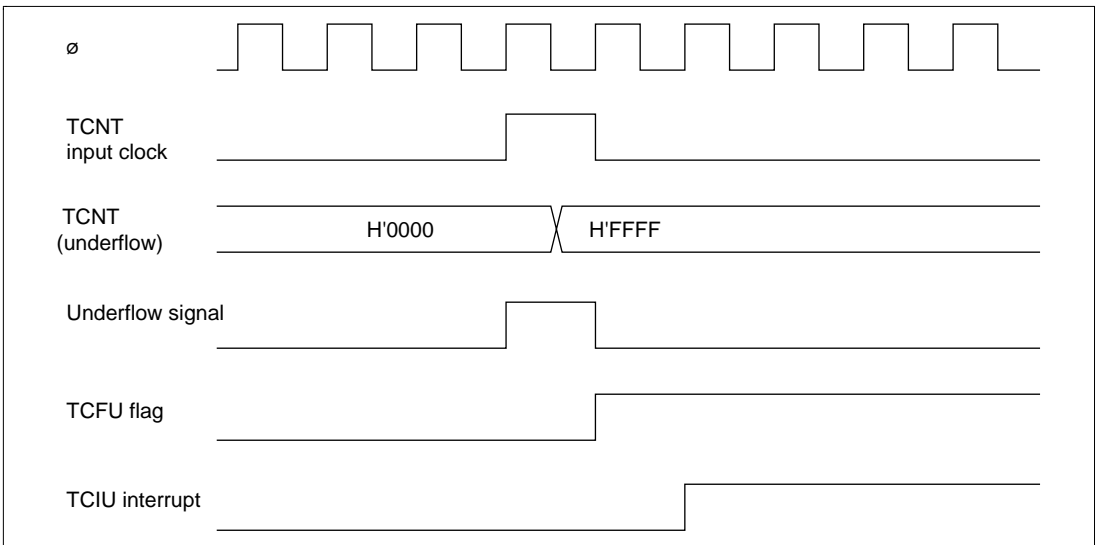 ø
TCNT
input clock
TCNT
(underflow)
H'0000
H'FFFF
Underflow signal
TCFU flag
TCIU interrupt